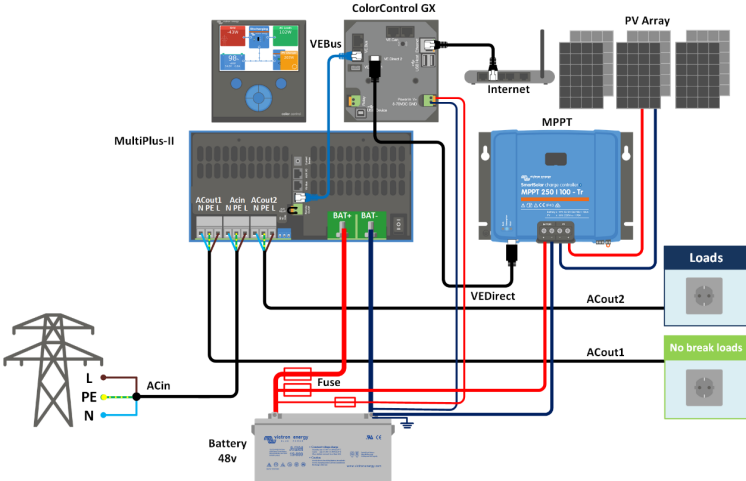 ColorControl GX
PV Array
VEBus
Internet
MPPT
MultiPlus-II
victron energy
SmartSolar charge controller
MPPT 250 | 100 - Tr
ACout1
N PE L
Acin
N PE L
ACout2
N PE L
BAT+
BAT-
VEDirect
Loads
ACout2
No break loads
ACout1
L
PE
N
ACin
Fuse
Battery
48v
victron energy